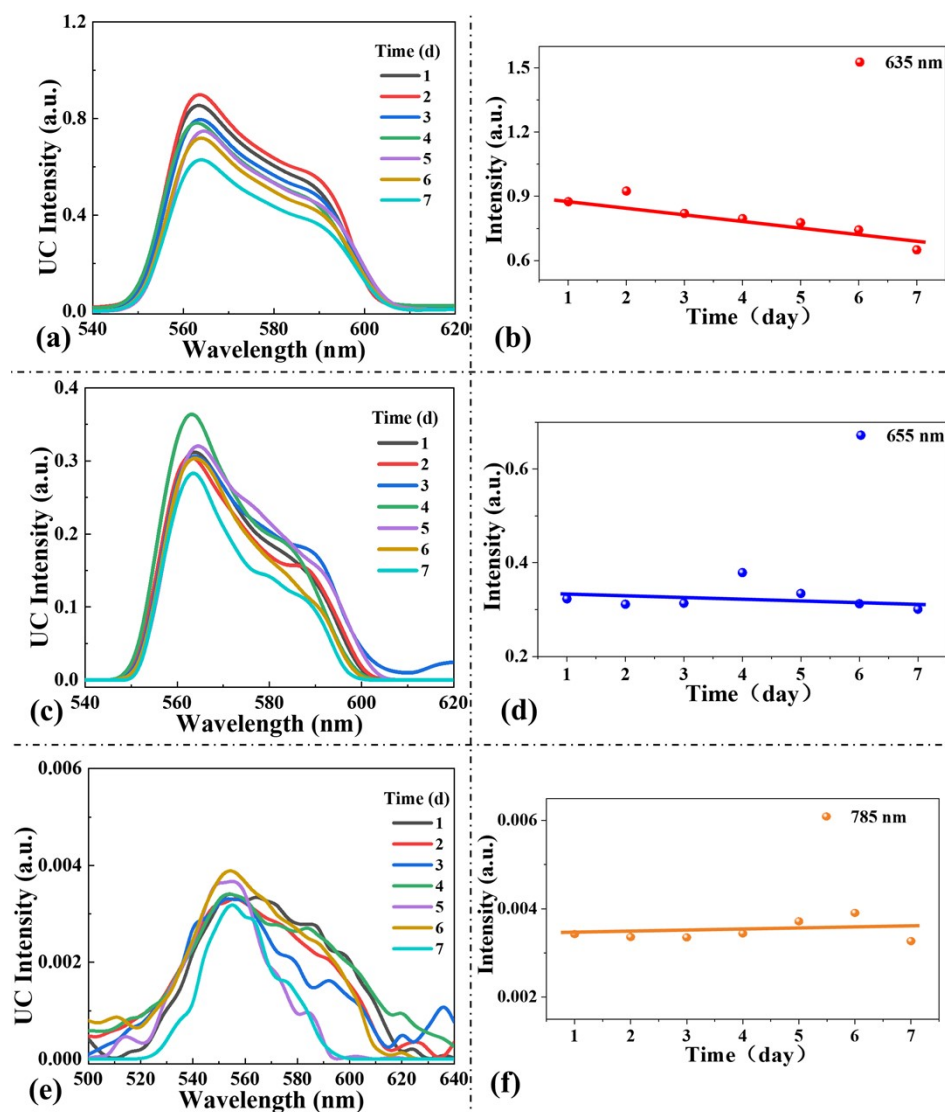 1.2
0.8
0.4
0.0
UC Intensity (a.u.)
Time (d)
1
2
3
4
5
6
7
540 560 580 600 620
Wavelength (nm)
(a)
1.5
1.2
0.9
0.6
Intensity (a.u.)
635 nm
1 2 3 4 5 6 7
Time（day）
(b)
0.4
0.3
0.2
0.1
0.0
UC Intensity (a.u.)
Time (d)
1
2
3
4
5
6
7
540 560 580 600 620
Wavelength (nm)
(c)
0.6
0.4
0.2
Intensity (a.u.)
655 nm
1 2 3 4 5 6 7
Time（day）
(d)
0.006
0.004
0.002
0.000
UC Intensity (a.u.)
Time (d)
1
2
3
4
5
6
7
500 520 540 560 580 600 620 640
Wavelength (nm)
(e)
0.006
0.004
0.002
Intensity (a.u.)
785 nm
1 2 3 4 5 6 7
Time（day）
(f)